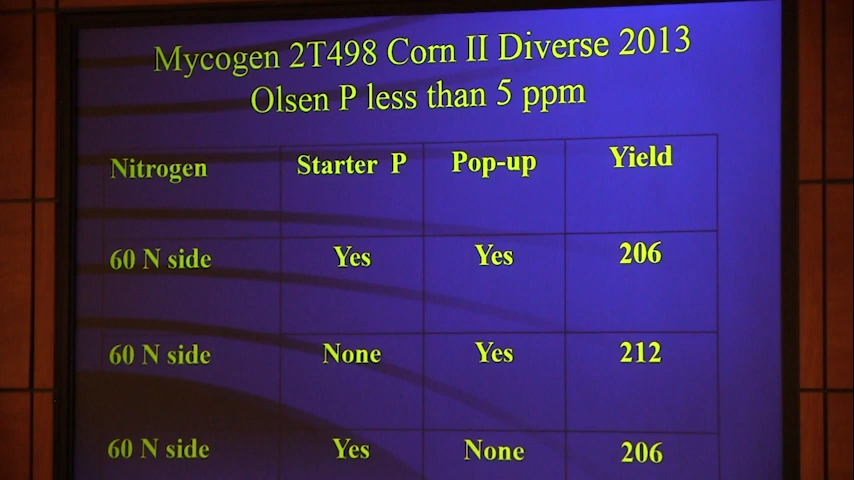 Mycogen 2T498 Corn II Diverse 2013
Olsen P less than 5 ppm
Nitrogen Starter P Pop-up Yield
60 N side Yes Yes 206
60 N side None Yes 212
60 N side Yes None 206